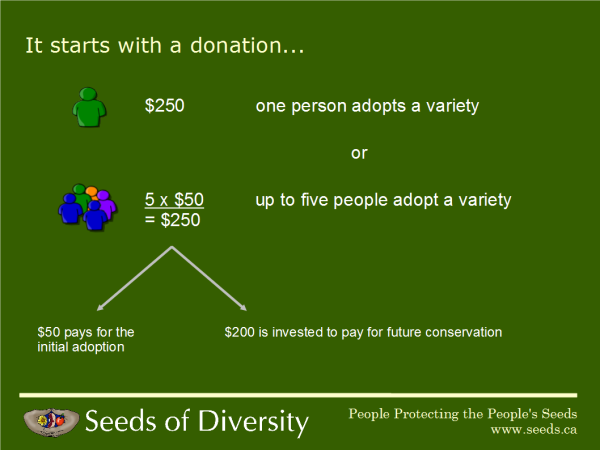 It starts with a donation...
$250 one person adopts a variety
or
5 x $50 up to five people adopt a variety
= $250
$50 pays for the
initial adoption
$200 is invested to pay for future conservation
Seeds of Diversity
People Protecting the People's Seeds
www.seeds.ca